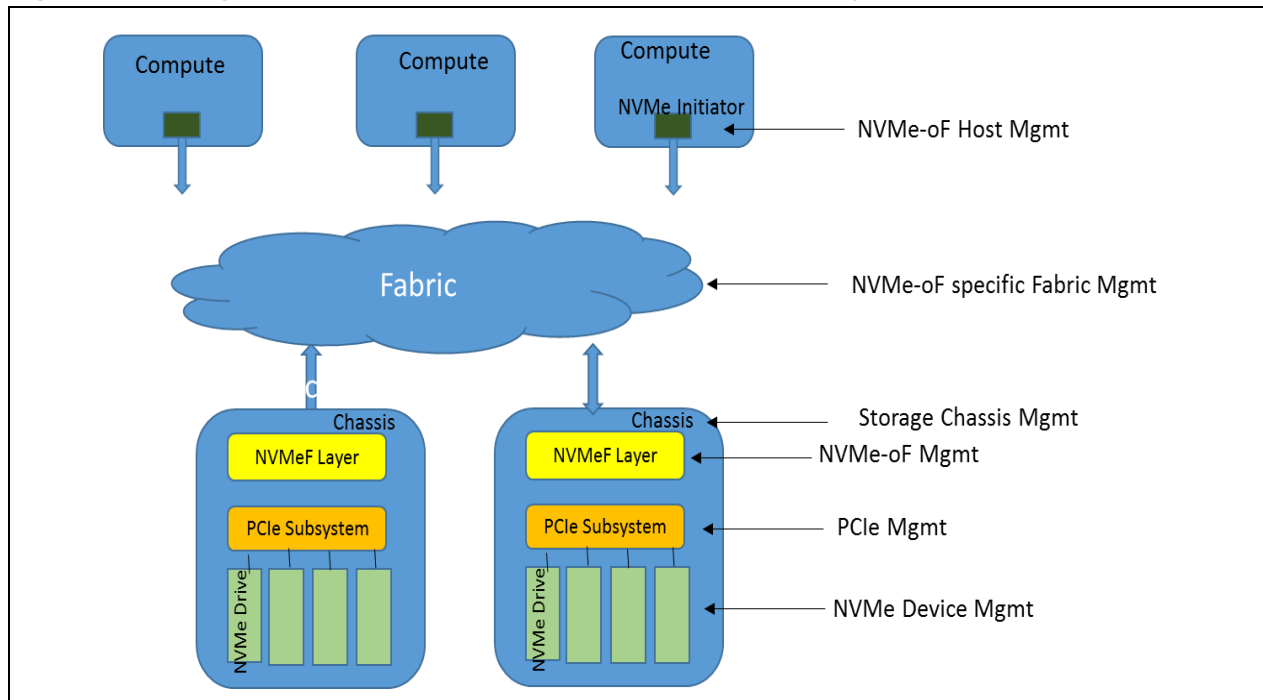 Compute
Compute
Compute
NVMe Initiator
NVMe-oF Host Mgmt
Fabric
NVMe-oF specific Fabric Mgmt
c
Chassis
Chassis
Storage Chassis Mgmt
NVMeF Layer
NVMeF Layer
NVMe-oF Mgmt
PCIe Subsystem
PCIe Subsystem
PCIe Mgmt
NVMe Drive
NVMe Drive
NVMe Device Mgmt